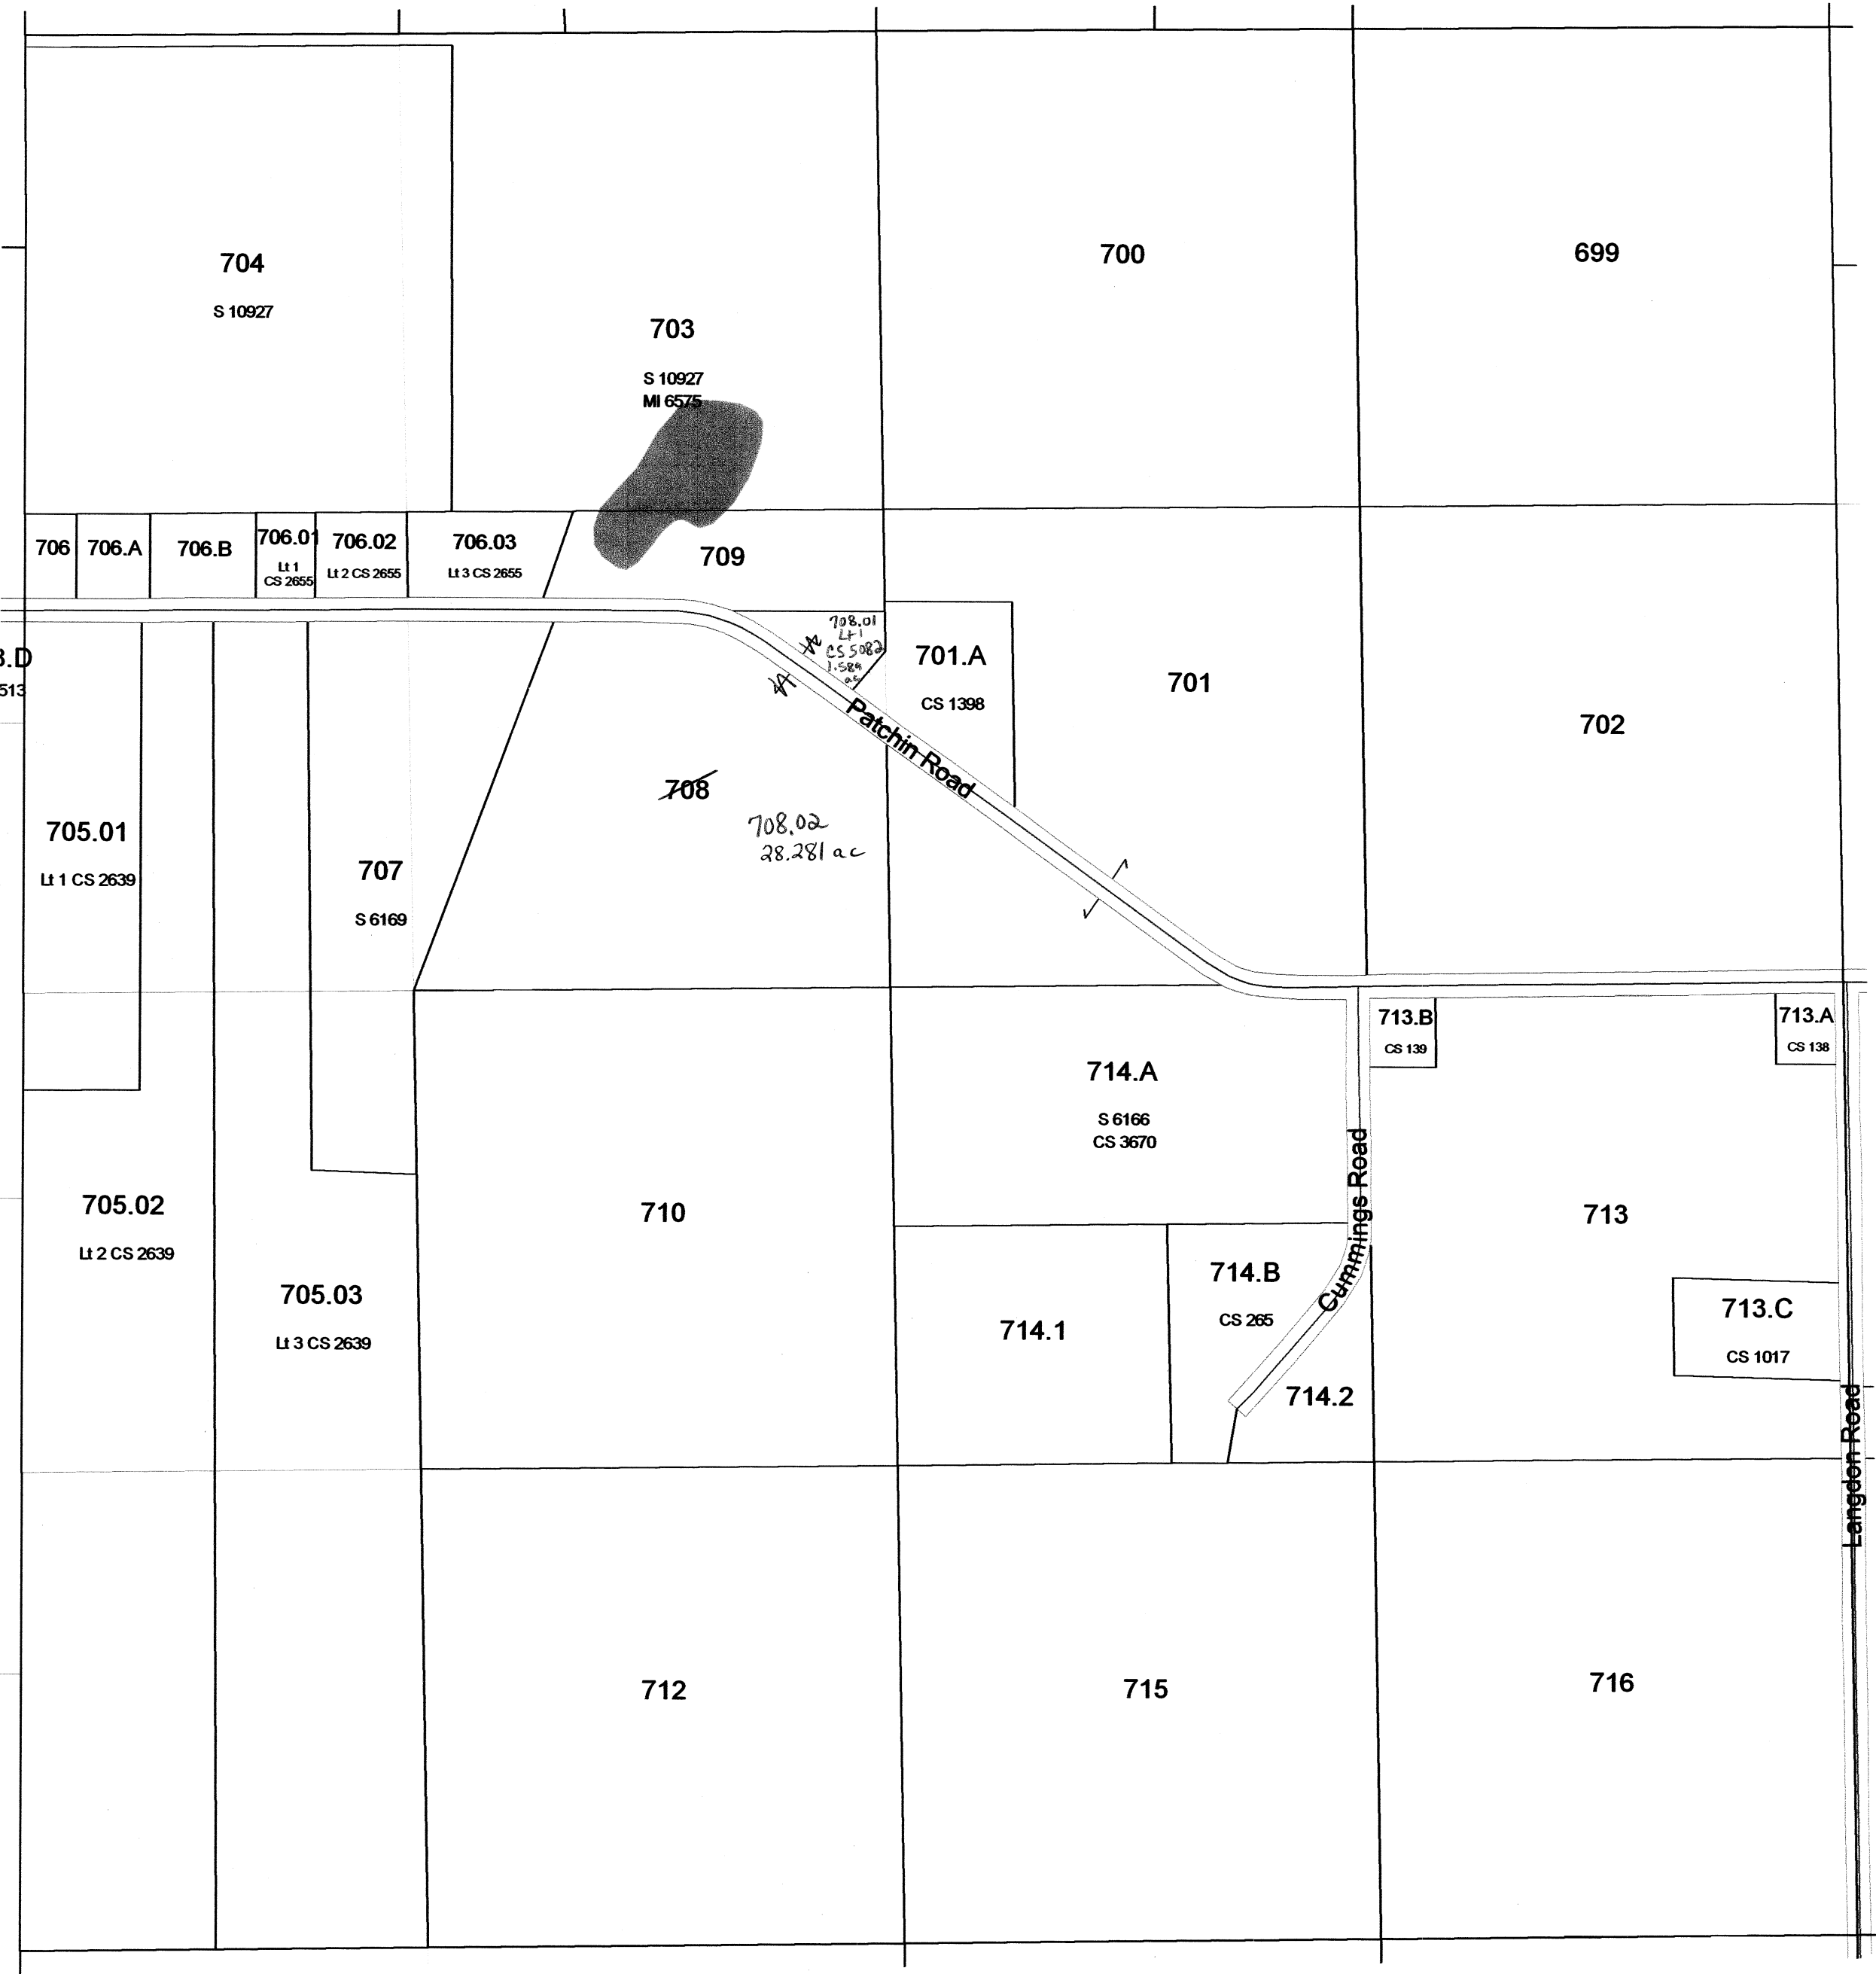 704
S 10927
703
S 10927
MI 6575
700
699
706
706.A
706.B
706.01
Lt 1
CS 2655
706.02
Lt 2 CS 2655
706.03
Lt 3 CS 2655
709
708.01
Lt 1
CS 5082
1.589
ac
701.A
CS 1398
701
702
3.D
513
Patchin Road
708
708.02
28.281 ac
705.01
Lt 1 CS 2639
707
S 6169
713.B
CS 139
713.A
CS 138
714.A
S 6166
CS 3670
Cummings Road
705.02
Lt 2 CS 2639
710
713
705.03
Lt 3 CS 2639
714.1
714.B
CS 265
714.2
713.C
CS 1017
Langdon Road
712
715
716